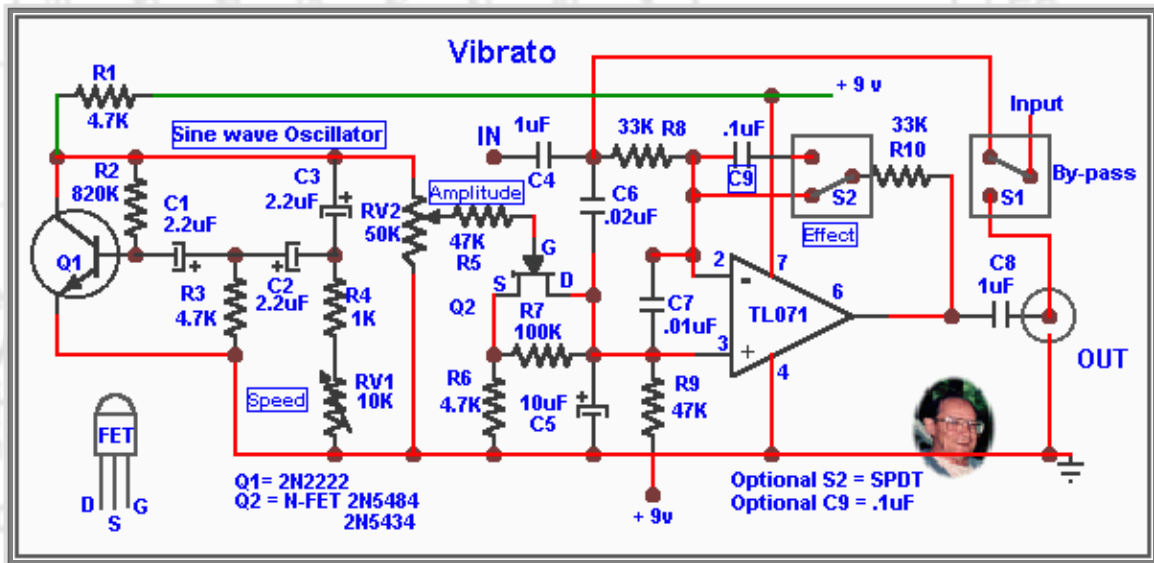 Vibrato
R1
4.7K
+ 9 v
Sine wave Oscillator
IN
1uF
C4
33K R8
.1uF
C9
33K
R10
Input
By-pass
S1
S2
Effect
R2
820K
C1
2.2uF
C3
2.2uF
RV2
50K
Amplitude
47K
R5
C6
.02uF
Q1
R3
4.7K
C2
2.2uF
R4
1K
G
S
D
Q2
R7
100K
C7
.01uF
2
-
7
TL071
6
3
+
4
C8
1uF
OUT
Speed
RV1
10K
R6
4.7K
10uF
C5
R9
47K
FET
D
S
G
Q1= 2N2222
Q2 = N-FET 2N5484
2N5434
+ 9v
Optional S2 = SPDT
Optional C9 = .1uF